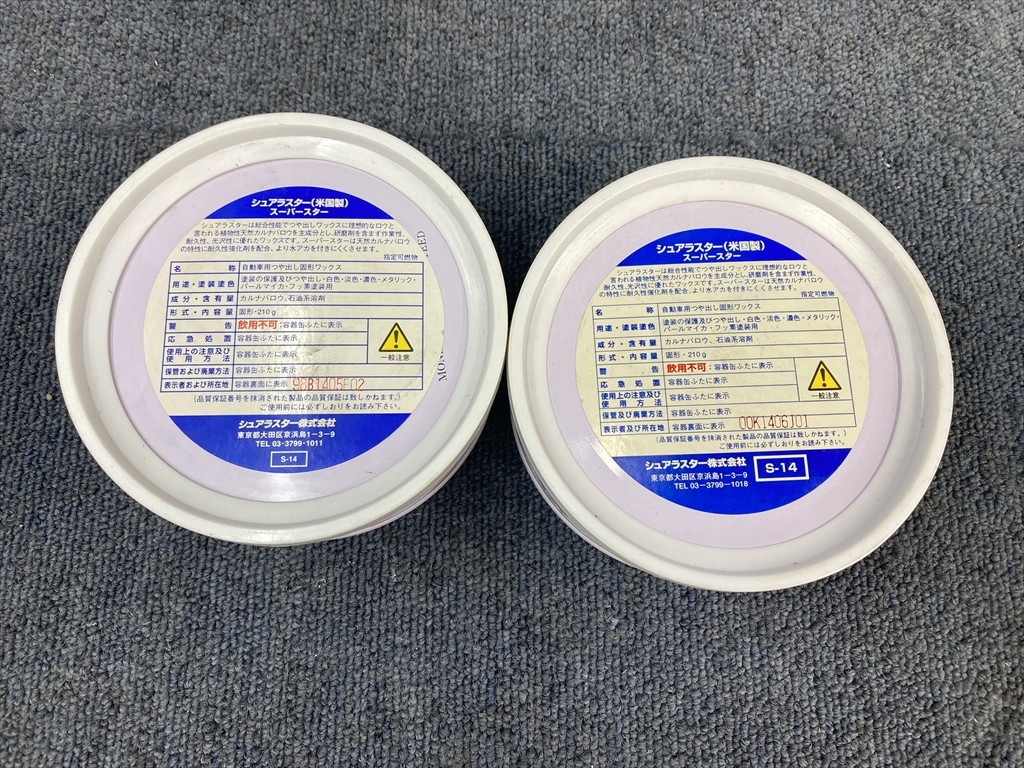 シュアラスター(米国製)
スーパースター
シュアラスターは総合性能でつや出しワックスに理想的なロウと
言われる植物性天然カルナバロウを主成分とし、研磨剤を含まず作業性、
耐久性、光沢性に優れたワックスです。スーパースターは天然カルナバロウ
の特性に耐久性強化剤を配合、より水アカを付きにくくさせます。
指定可燃物
名称 自動車用つや出し固形ワックス
用途・塗装塗色 塗装の保護及びつや出し・白色・淡色・濃色・メタリック・
パールマイカ・フッ素塗装用
成分・含有量 カルナバロウ、石油系溶剤
形式・内容量 固形・210g
警告 飲用不可:容器缶ふたに表示
応急処置 容器缶ふたに表示
使用上の注意及び
使用方法 容器缶ふたに表示
保管および廃棄方法 容器缶ふたに表示
一般注意
表示者および所在地 容器裏面に表示 98B1405F02
(品質保証番号を抹消された製品の品質保証は致しかねます。)
ご使用前には必ずしおりをお読み下さい。
シュアラスター株式会社
東京都大田区京浜島1-3-9
TEL 03-3799-1011
S-14
シュアラスター(米国製)
スーパースター
シュアラスターは総合性能でつや出しワックスに理想的なロウと
言われる植物性天然カルナバロウを主成分とし、研磨剤を含まず作業性、
耐久性、光沢性に優れたワックスです。スーパースターは天然カルナバロウ
の特性に耐久性強化剤を配合、より水アカを付きにくくさせます。
指定可燃物
名称 自動車用つや出し固形ワックス
用途・塗装塗色 塗装の保護及びつや出し・白色・淡色・濃色・メタリック・
パールマイカ・フッ素塗装用
成分・含有量 カルナバロウ、石油系溶剤
形式・内容量 固形・210g
警告 飲用不可:容器缶ふたに表示
応急処置 容器缶ふたに表示
使用上の注意及び
使用方法 容器缶ふたに表示
保管及び廃棄方法 容器缶ふたに表示
一般注意
表示者及び所在地 容器裏面に表示 00K1406J01
(品質保証番号を抹消された製品の品質保証は致しかねます。)
ご使用前には必ずしおりをお読み下さい。
シュアラスター株式会社
東京都大田区京浜島1-3-9
TEL 03-3799-1018
S-14